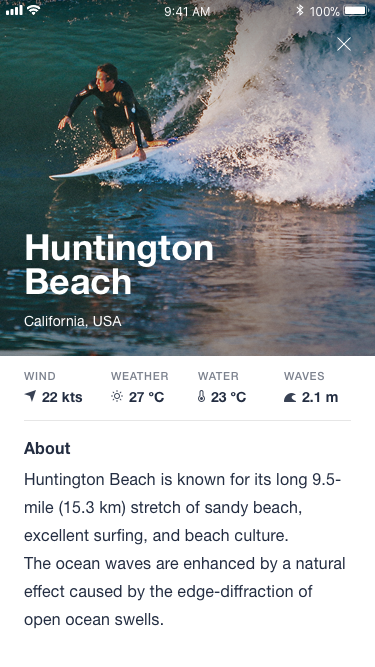 9:41 AM
100%
Huntington
Beach
California, USA
WIND WEATHER WATER WAVES
22 kts 27 °C 23 °C 2.1 m
About
Huntington Beach is known for its long 9.5-
mile (15.3 km) stretch of sandy beach,
excellent surfing, and beach culture.
The ocean waves are enhanced by a natural
effect caused by the edge-diffraction of
open ocean swells.